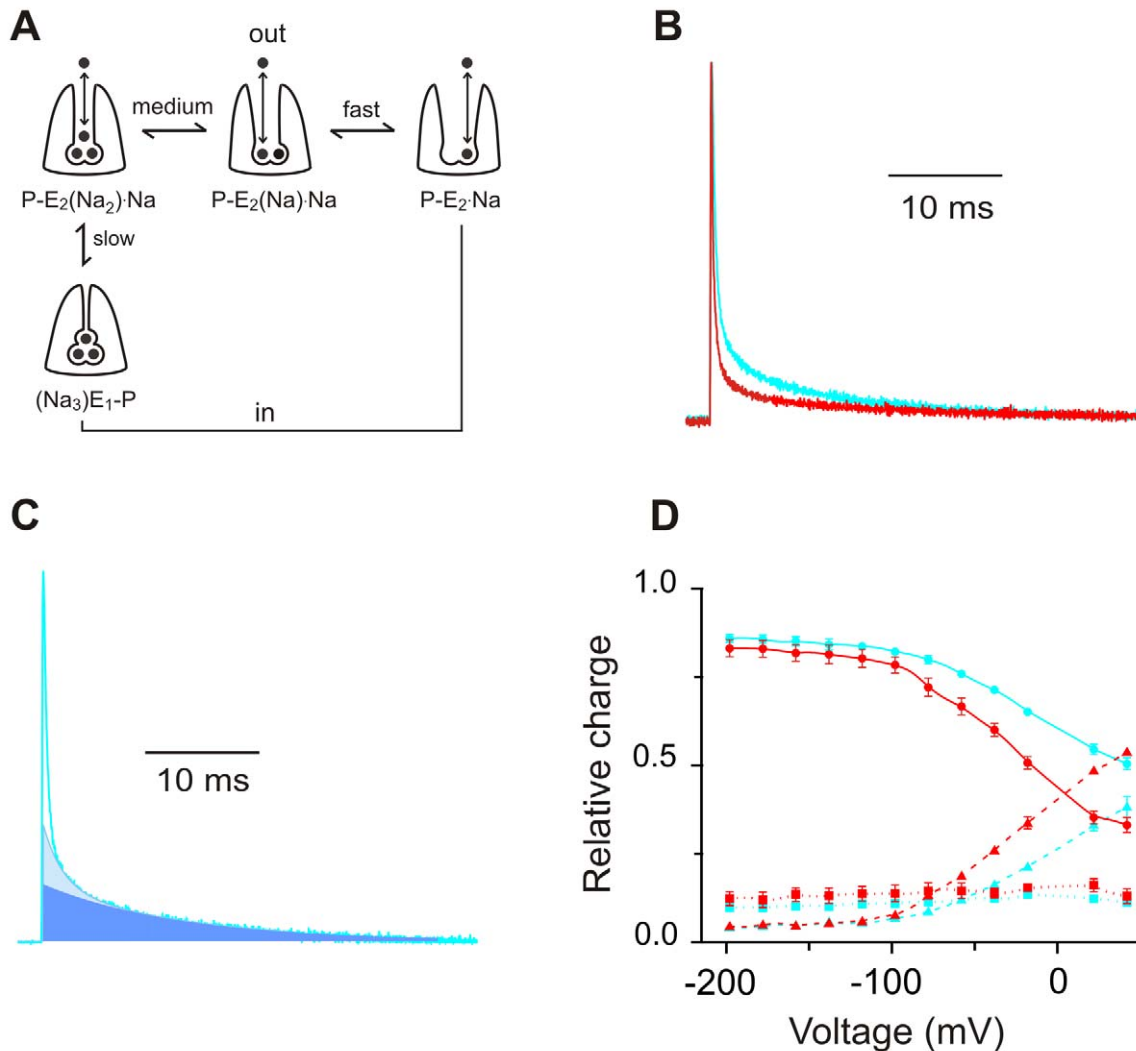 A
out
medium
fast
P-E₂(Na₂)·Na
P-E₂(Na)·Na
P-E₂·Na
slow
(Na₃)E₁-P
in
B
10 ms
C
10 ms
D
1.0
0.5
0.0
Relative charge
-200
-100
0
Voltage (mV)